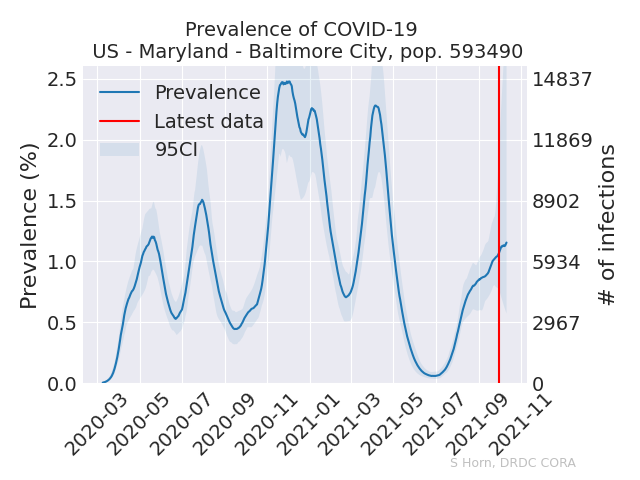 Prevalence of COVID-19
US - Maryland - Baltimore City, pop. 593490
Prevalence
Latest data
95CI
Prevalence (%)
2.5
2.0
1.5
1.0
0.5
0.0
14837
11869
8902
5934
2967
0
# of infections
2020-03
2020-05
2020-07
2020-09
2020-11
2021-01
2021-03
2021-05
2021-07
2021-09
2021-11
S Horn, DRDC CORA